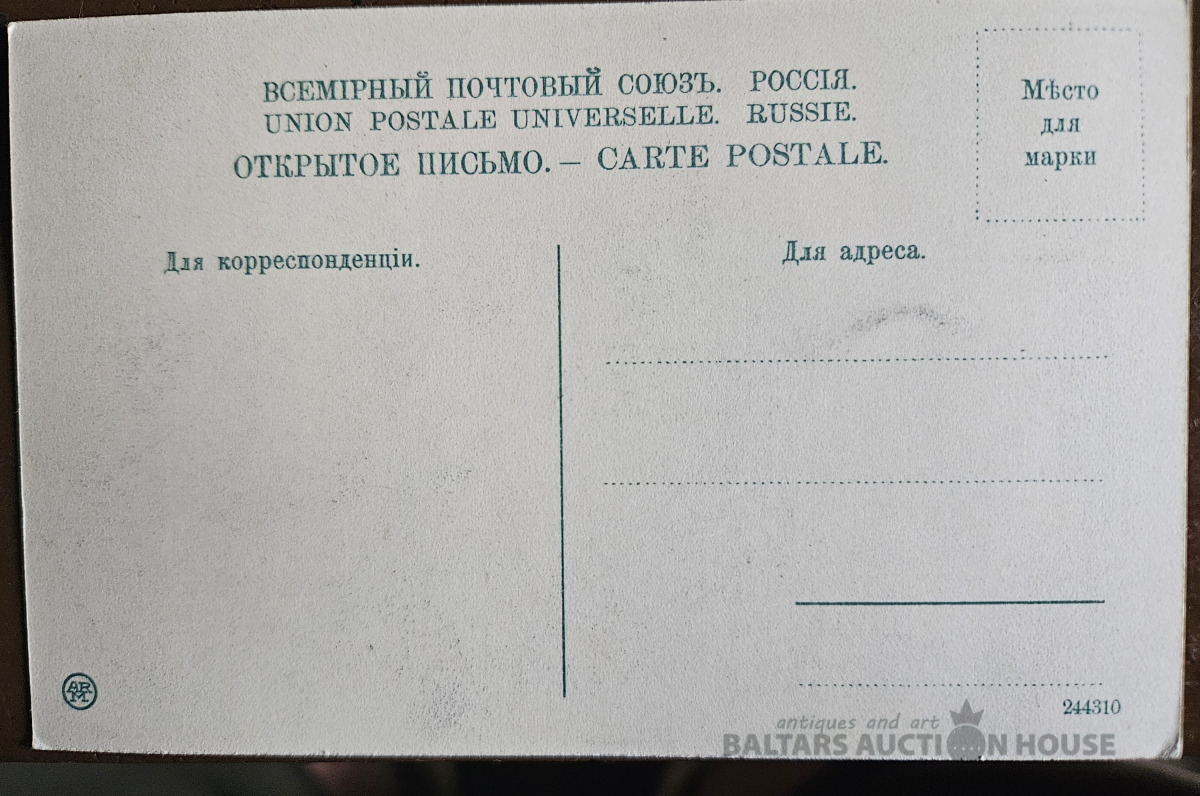 ВСЕМІРНЫЙ ПОЧТОВЫЙ СОЮЗЪ. РОССІЯ.
UNION POSTALE UNIVERSELLE. RUSSIE.
ОТКРЫТОЕ ПИСЬМО. — CARTE POSTALE.
Мѣсто
для
марки
Для корреспонденціи.
Для адреса.
AR
M
244310
antiques and art
BALTARS AUCTION HOUSE